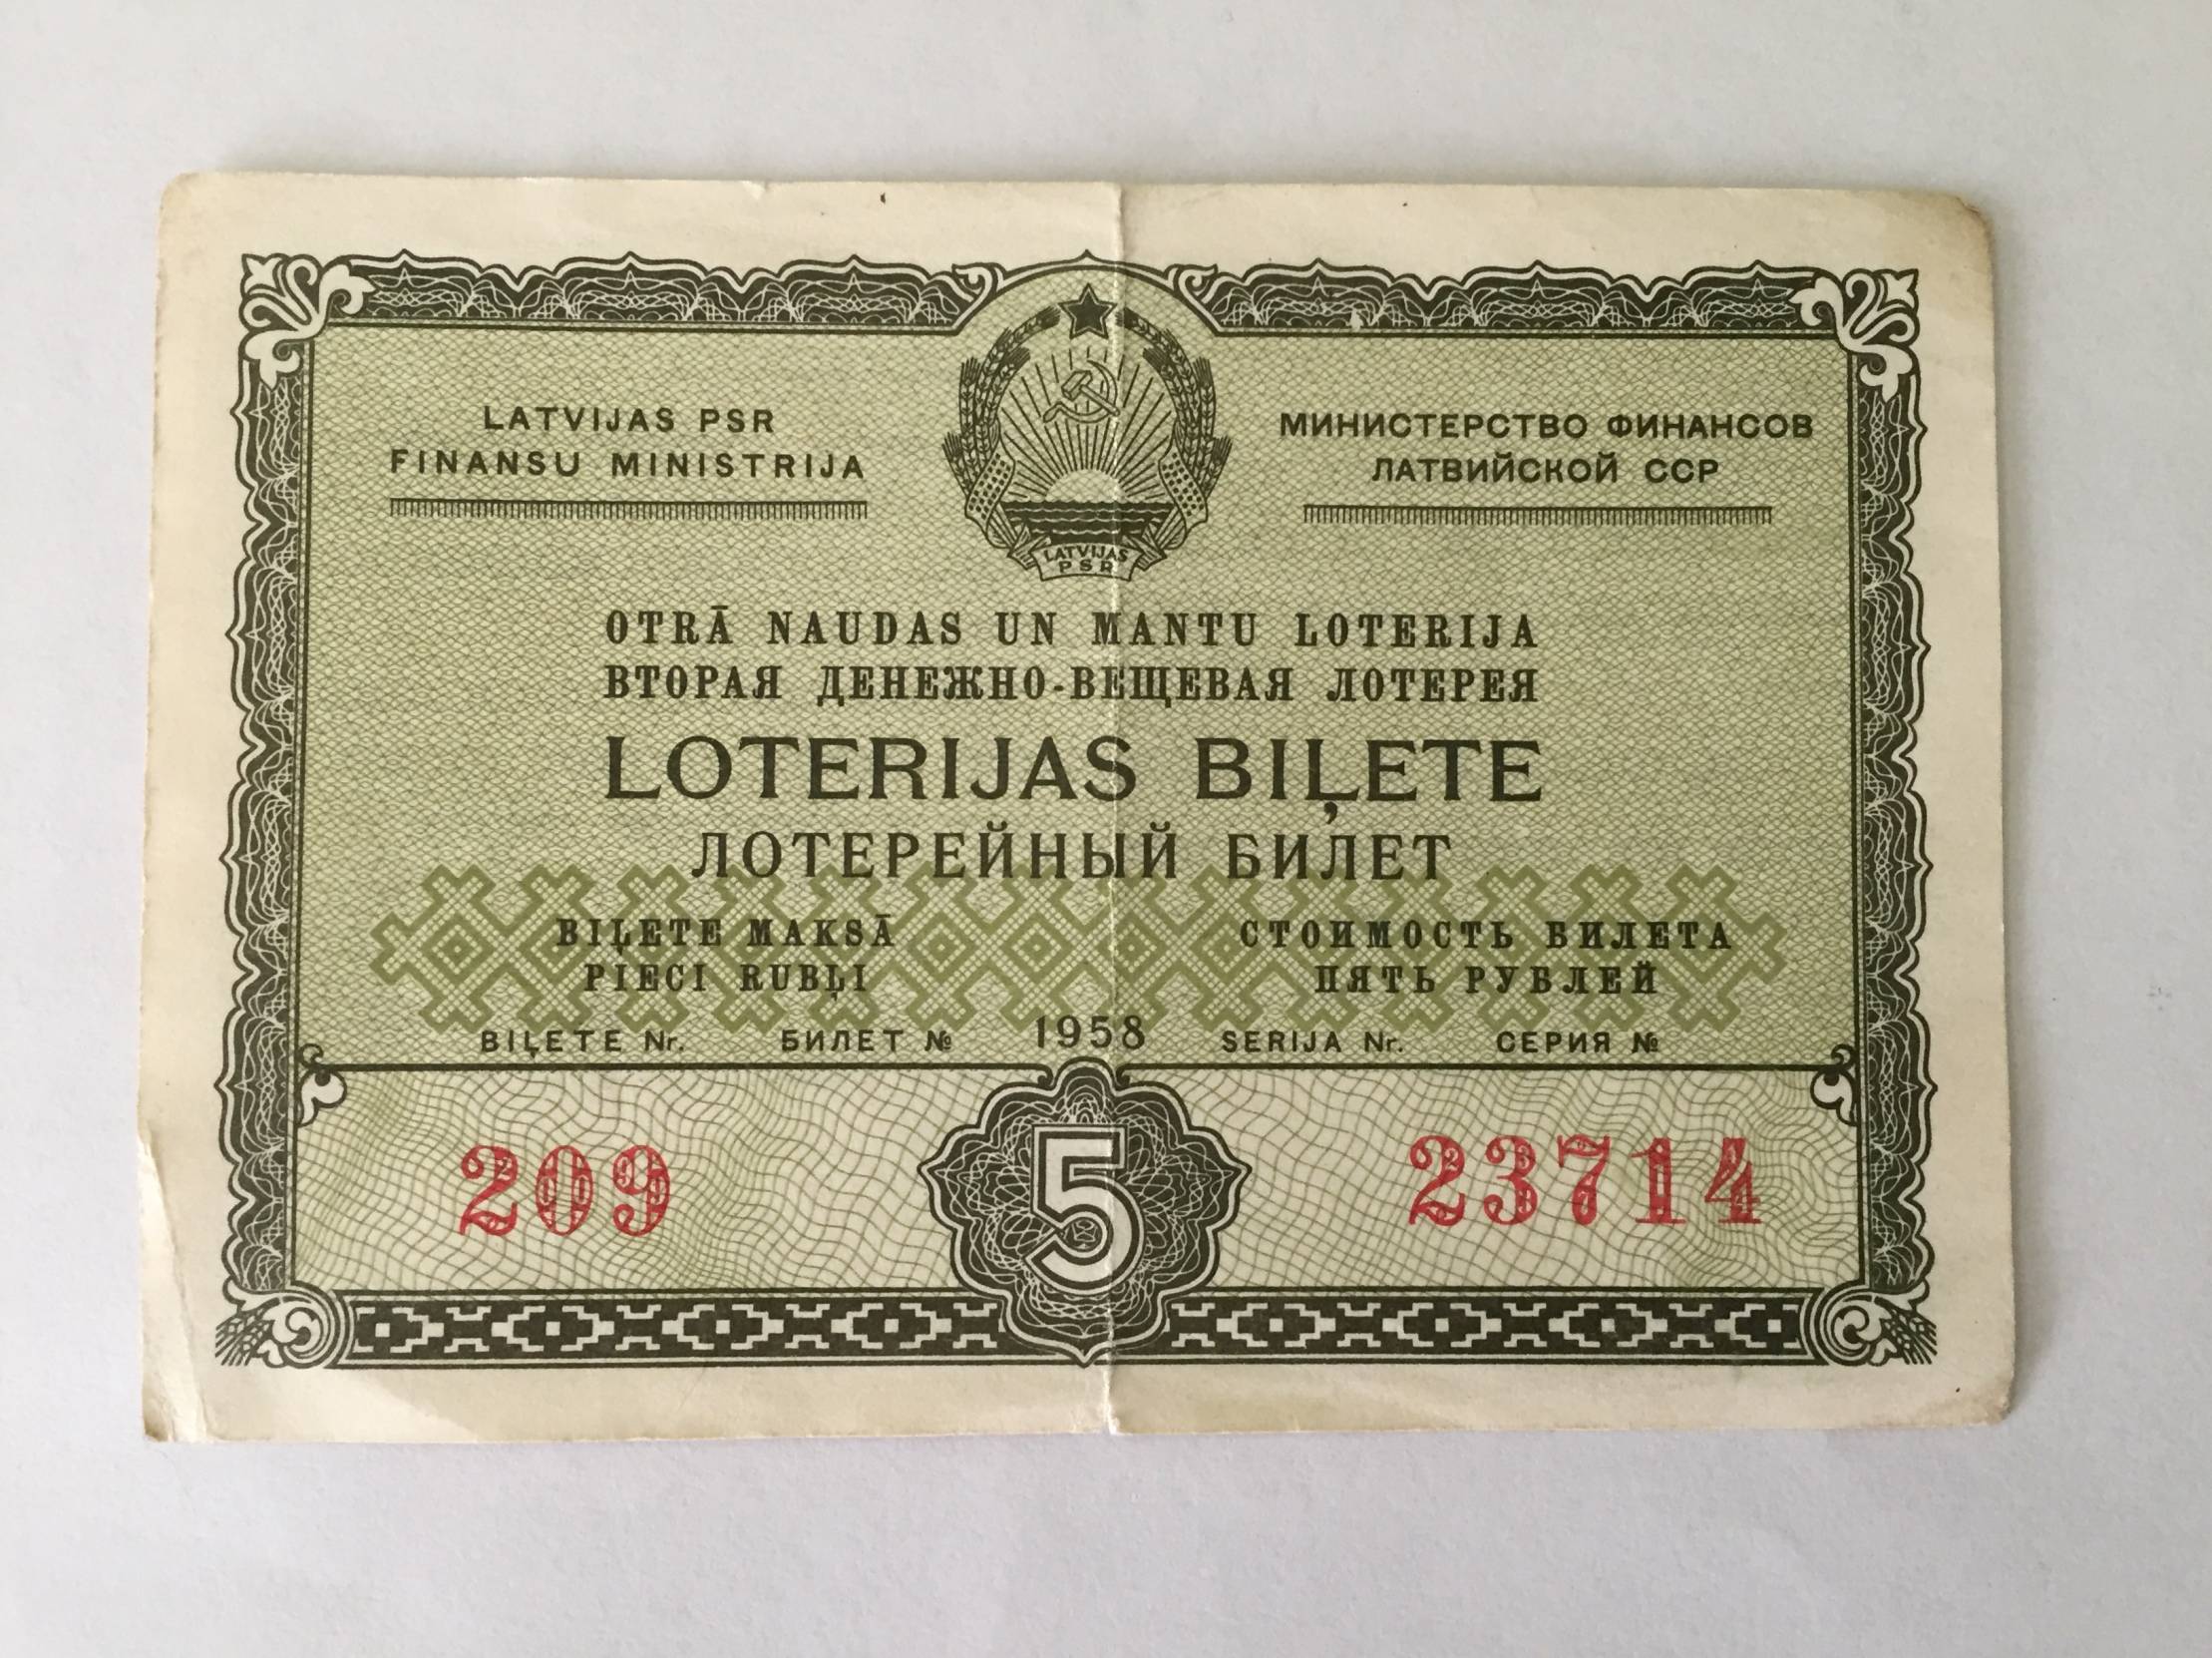 LATVIJAS PSR
FINANSU MINISTRIJA
МИНИСТЕРСТВО ФИНАНСОВ
ЛАТВИЙСКОЙ ССР
LATVIJAS
PSR
OTRĀ NAUDAS UN MANTU LOTERIJA
ВТОРАЯ ДЕНЕЖНО-ВЕЩЕВАЯ ЛОТЕРЕЯ
LOTERIJAS BIĻETE
ЛОТЕРЕЙНЫЙ БИЛЕТ
BIĻETE MAKSĀ
PIECI RUBĻI
СТОИМОСТЬ БИЛЕТА
ПЯТЬ РУБЛЕЙ
BIĻETE Nr. БИЛЕТ № 1958 SERIJA Nr. СЕРИЯ №
209 5 23714